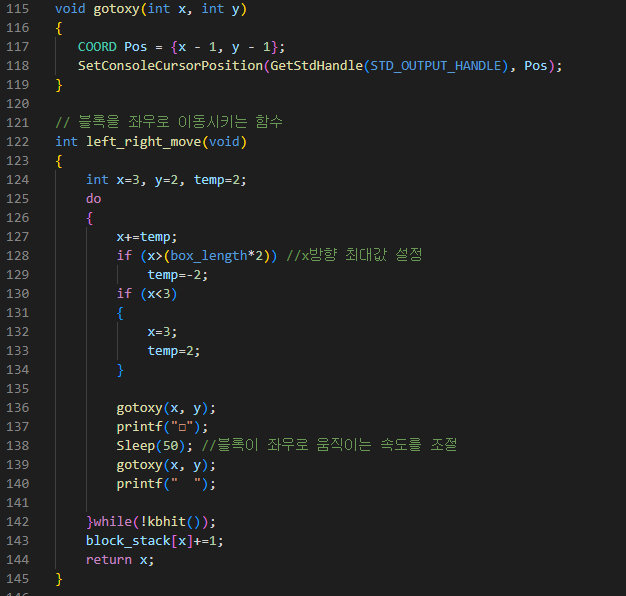 115 void gotoxy(int x, int y)
116 {
117    COORD Pos = {x - 1, y - 1};
118    SetConsoleCursorPosition(GetStdHandle(STD_OUTPUT_HANDLE), Pos);
119 }
120
121 // 블록을 좌우로 이동시키는 함수
122 int left_right_move(void)
123 {
124     int x=3, y=2, temp=2;
125     do
126     {
127         x+=temp;
128         if (x>(box_length*2)) //x방향 최대값 설정
129             temp=-2;
130         if (x<3)
131         {
132             x=3;
133             temp=2;
134         }
135
136         gotoxy(x, y);
137         printf("□");
138         Sleep(50); //블록이 좌우로 움직이는 속도를 조절
139         gotoxy(x, y);
140         printf("  ");
141
142     }while(!kbhit());
143     block_stack[x]+=1;
144     return x;
145 }